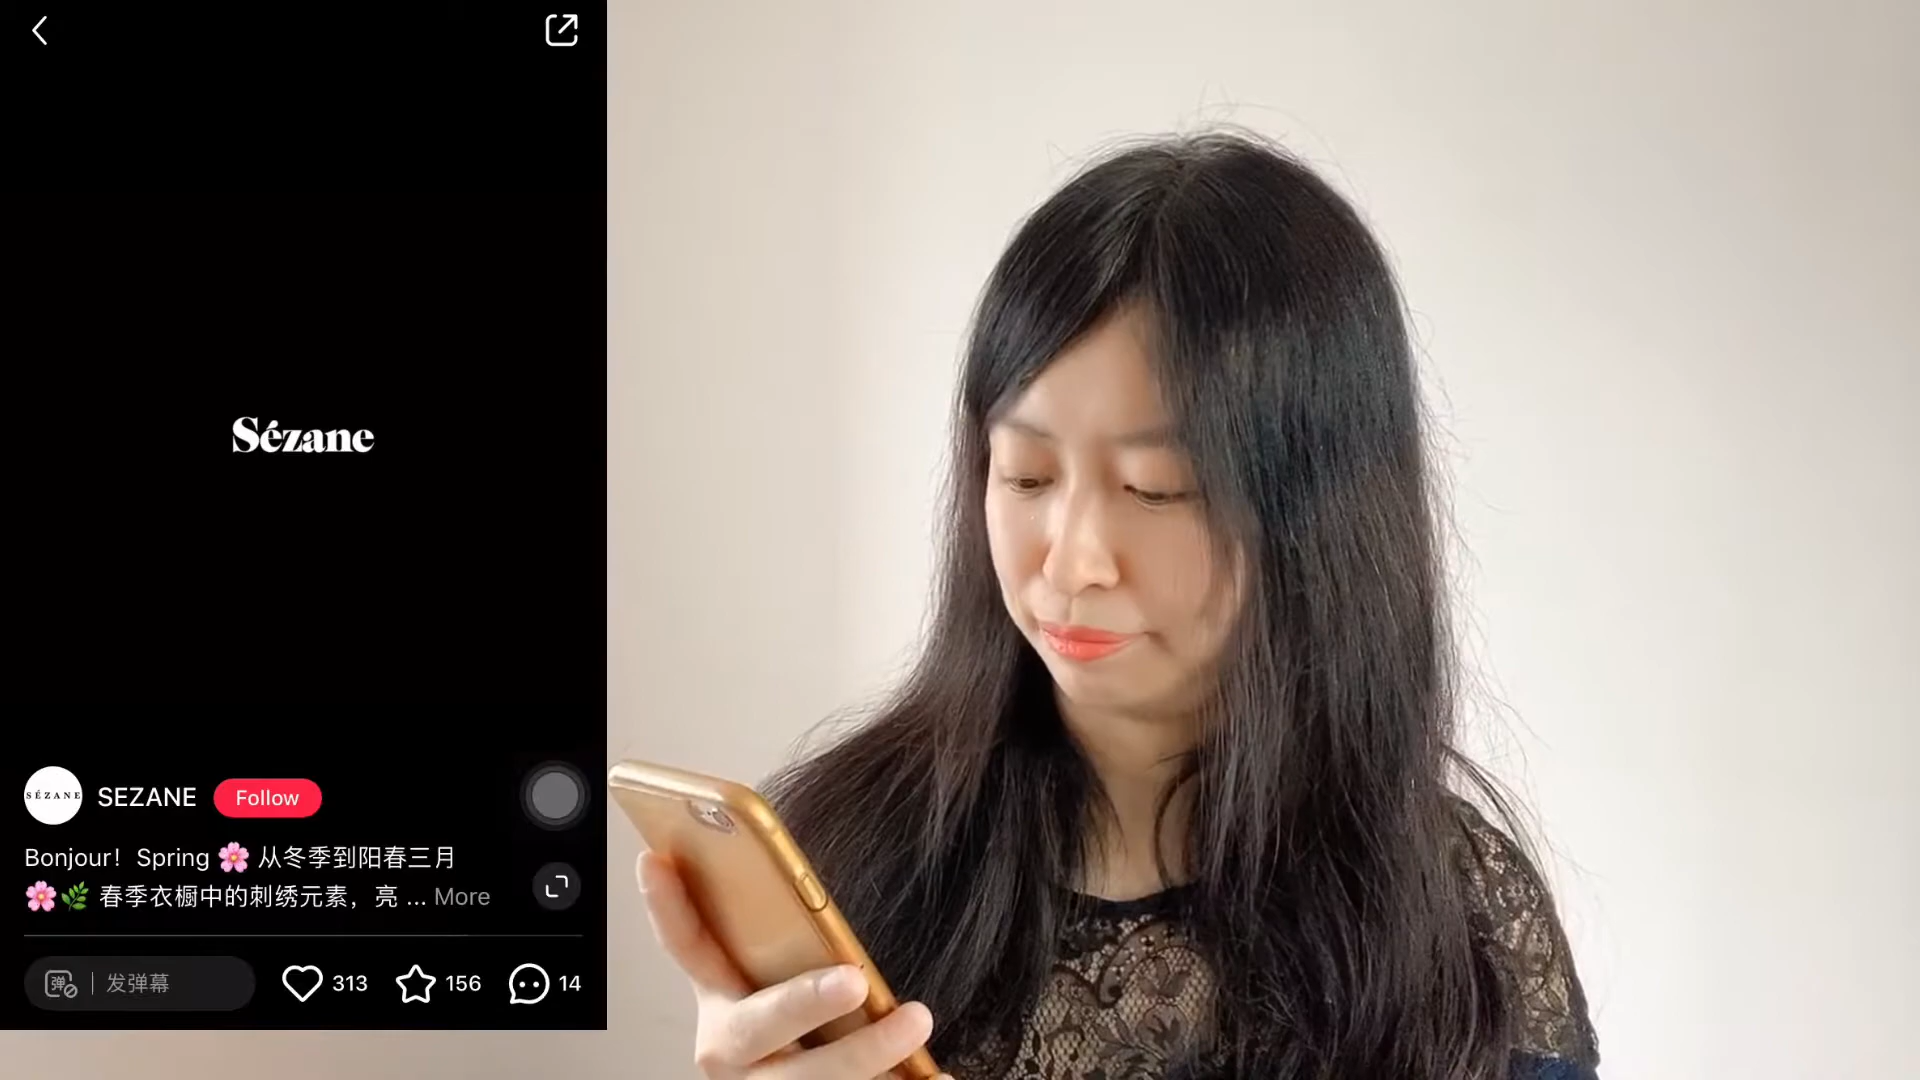 Sézane
SÉZANE
SEZANE
Follow
Bonjour！Spring 🌸 从冬季到阳春三月
🌸🌿 春季衣橱中的刺绣元素，亮 ... More
弹
发弹幕
313
156
14